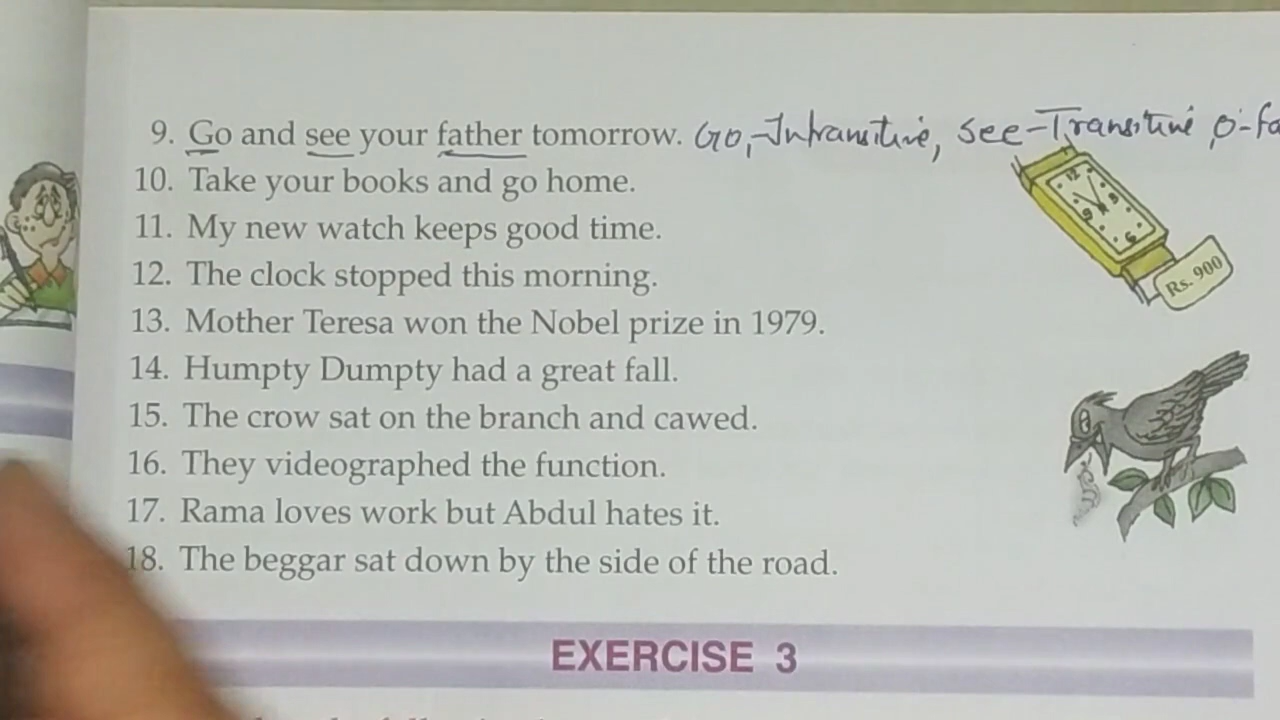 9. Go and see your father tomorrow. Go, - Intransitive, see - Transitive O - fa
10. Take your books and go home.
11. My new watch keeps good time.
12. The clock stopped this morning.
Rs. 900
13. Mother Teresa won the Nobel prize in 1979.
14. Humpty Dumpty had a great fall.
15. The crow sat on the branch and cawed.
16. They videographed the function.
17. Rama loves work but Abdul hates it.
18. The beggar sat down by the side of the road.
EXERCISE 3